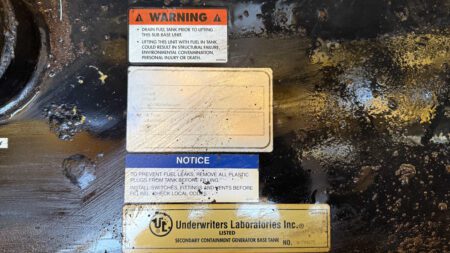 WARNING
• DRAIN FUEL TANK PRIOR TO LIFTING
THIS SUB BASE UNIT.
• LIFTING THIS UNIT WITH FUEL IN TANK
COULD RESULT IN STRUCTURAL FAILURE,
ENVIRONMENTAL CONTAMINATION,
PERSONAL INJURY OR DEATH.
NOTICE
TO PREVENT FUEL LEAKS, REMOVE ALL PLASTIC
PLUGS FROM TANK BEFORE FILLING.
INSTALL SWITCHES, FITTINGS AND VENTS BEFORE
CHECK LOCAL
UL Underwriters Laboratories Inc.®
LISTED
SECONDARY CONTAINMENT GENERATOR BASE TANK NO.